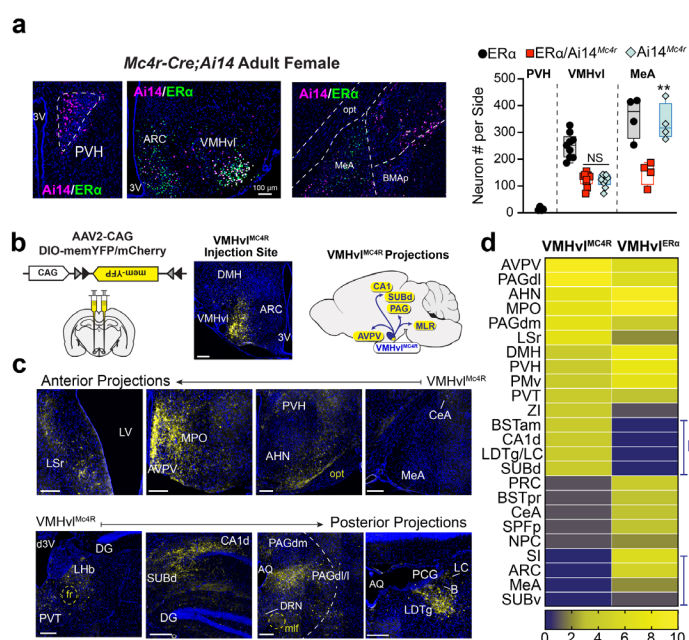 a
Mc4r-Cre;Ai14 Adult Female
Ai14/ERα
3V
PVH
Ai14/ERα
ARC
VMHvl
3V
100 µm
Ai14/ERα
opt
MeA
BMAp
ERα
ERα/Ai14Mc4r
Ai14Mc4r
PVH
VMHvl
MeA
Neuron # per Side
500
400
300
200
100
0
NS
**
b
AAV2-CAG
DIO-memYFP/mCherry
CAG
mem-YFP
VMHvlMC4R
Injection Site
DMH
ARC
VMHvl
3V
VMHvlMC4R Projections
CA1
SUBd
PAG
MLR
AVPV
VMHvlMC4R
c
Anterior Projections
VMHvlMc4R
LV
LSr
MPO
AVPV
PVH
AHN
opt
CeA
MeA
VMHvlMc4R
Posterior Projections
d3V
DG
LHb
fr
PVT
CA1d
SUBd
DG
PAGdm
AQ
PAGdl/l
DRN
mlf
LC
PCG
AQ
B
LDTg
d
VMHvlMC4R
VMHvlERα
AVPV
PAGdl
AHN
MPO
PAGdm
LSr
DMH
PVH
PMv
PVT
ZI
BSTam
CA1d
LDTg/LC
SUBd
PRC
BSTpr
CeA
SPFp
NPC
SI
ARC
MeA
SUBv
0 2 4 6 8 10